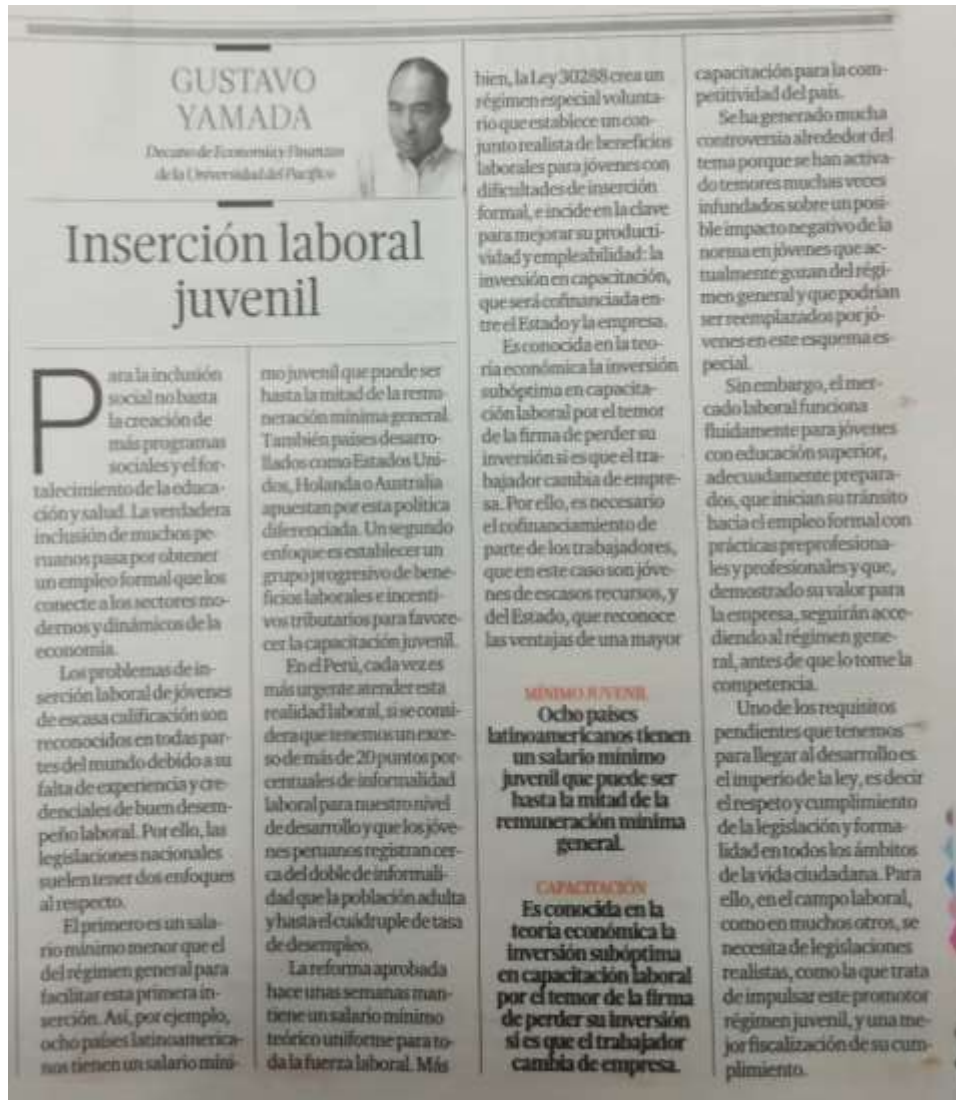 GUSTAVO
YAMADA
Decano de Economía y Finanzas
de la Universidad del Pacífico
Inserción laboral
juvenil
Para la inclusión
social no basta
la creación de
más programas
sociales y el for-
talecimiento de la educa-
ción y salud. La verdadera
inclusión de muchos pe-
ruanos pasa por obtener
un empleo formal que los
conecte a los sectores mo-
dernos y dinámicos de la
economía.
Los problemas de in-
serción laboral de jóvenes
de escasa calificación son
reconocidos en todas par-
tes del mundo debido a su
falta de experiencia y cre-
denciales de buen desem-
peño laboral. Por ello, las
legislaciones nacionales
suelen tener dos enfoques
al respecto.
El primero es un sala-
rio mínimo menor que el
del régimen general para
facilitar esta primera in-
serción. Así, por ejemplo,
ocho países latinoamerica-
nos tienen un salario míni-
mo juvenil que puede ser
hasta la mitad de la remu-
neración mínima general.
También países desarro-
llados como Estados Uni-
dos, Holanda o Australia
apuestan por esta política
diferenciada. Un segundo
enfoque es establecer un
grupo progresivo de bene-
ficios laborales e incenti-
vos tributarios para favore-
cer la capacitación juvenil.
En el Perú, cada vez es
más urgente atender esta
realidad laboral, si se consi-
dera que tenemos un exce-
so de más de 20 puntos por-
centuales de informalidad
laboral para nuestro nivel
de desarrollo y que los jóve-
nes peruanos registran cer-
ca del doble de informali-
dad que la población adulta
y hasta el cuádruple de tasa
de desempleo.
La reforma aprobada
hace unas semanas man-
tiene un salario mínimo
teórico uniforme para to-
da la fuerza laboral. Más
bien, la Ley 30288 crea un
régimen especial volunta-
rio que establece un con-
junto realista de beneficios
laborales para jóvenes con
dificultades de inserción
formal, e incide en la clave
para mejorar su producti-
vidad y empleabilidad: la
inversión en capacitación,
que será cofinanciada en-
tre el Estado y la empresa.
Es conocida en la teo-
ría económica la inversión
subóptima en capacita-
ción laboral por el temor
de la firma de perder su
inversión si es que el tra-
bajador cambia de empre-
sa. Por ello, es necesario
el cofinanciamiento de
parte de los trabajadores,
que en este caso son jóve-
nes de escasos recursos, y
del Estado, que reconoce
las ventajas de una mayor
MÍNIMO JUVENIL
Ocho países
latinoamericanos tienen
un salario mínimo
juvenil que puede ser
hasta la mitad de la
remuneración mínima
general.
CAPACITACIÓN
Es conocida en la
teoría económica la
inversión subóptima
en capacitación laboral
por el temor de la firma
de perder su inversión
si es que el trabajador
cambia de empresa.
capacitación para la com-
petitividad del país.
Se ha generado mucha
controversia alrededor del
tema porque se han activa-
do temores muchas veces
infundados sobre un posi-
ble impacto negativo de la
norma en jóvenes que ac-
tualmente gozan del régi-
men general y que podrían
ser reemplazados por jó-
venes en este esquema es-
pecial.
Sin embargo, el mer-
cado laboral funciona
fluidamente para jóvenes
con educación superior,
adecuadamente prepara-
dos, que inician su tránsito
hacia el empleo formal con
prácticas preprofesiona-
les y profesionales y que,
demostrado su valor para
la empresa, seguirán acce-
diendo al régimen gene-
ral, antes de que lo tome la
competencia.
Uno de los requisitos
pendientes que tenemos
para llegar al desarrollo es
el imperio de la ley, es decir
el respeto y cumplimiento
de la legislación y forma-
lidad en todos los ámbitos
de la vida ciudadana. Para
ello, en el campo laboral,
como en muchos otros, se
necesita de legislaciones
realistas, como la que trata
de impulsar este promotor
régimen juvenil, y una me-
jor fiscalización de su cum-
plimiento.